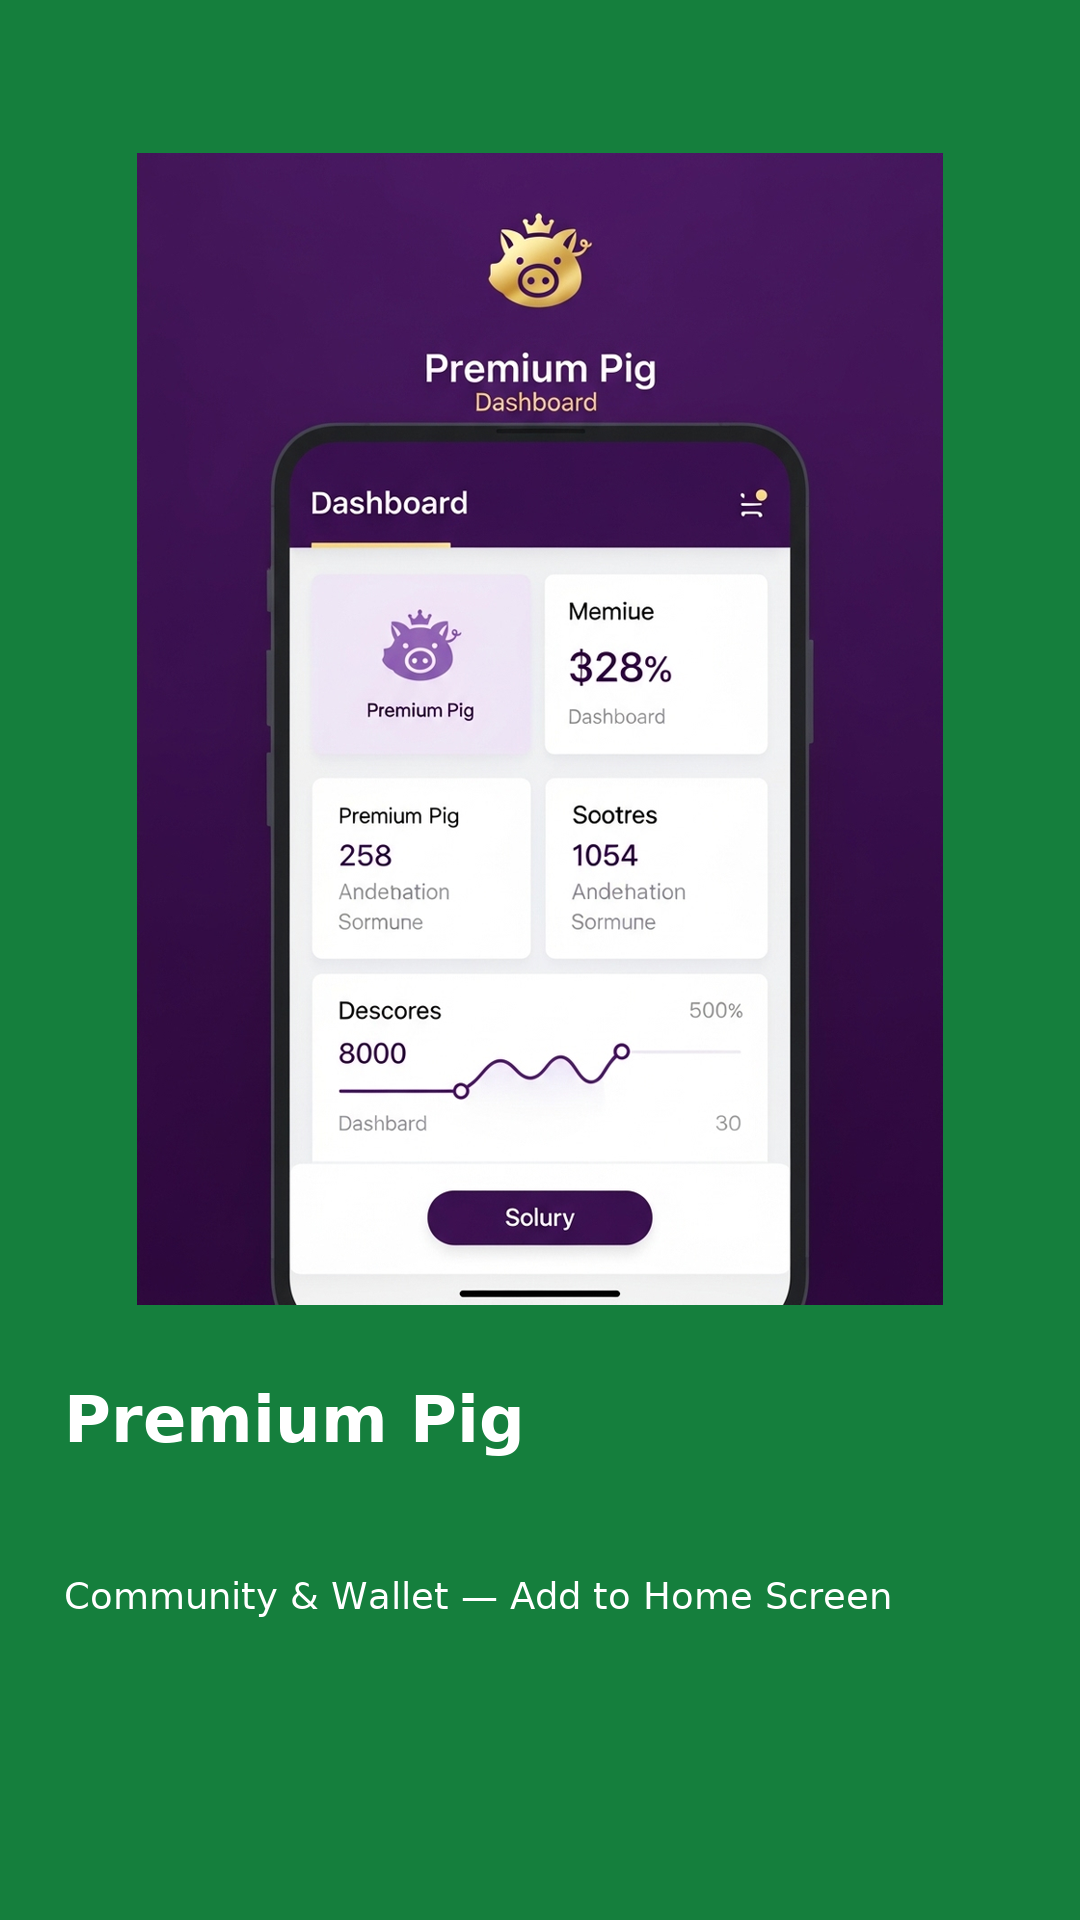 Premium Pig
Dashboard
Dashboard
Premium Pig
Memiue
$28%
Dashboard
Premium Pig
258
Andehation
Sormune
Sootres
1054
Andehation
Sormune
Descores
500%
8000
Dashbard
30
Solury
Premium Pig
Community & Wallet — Add to Home Screen